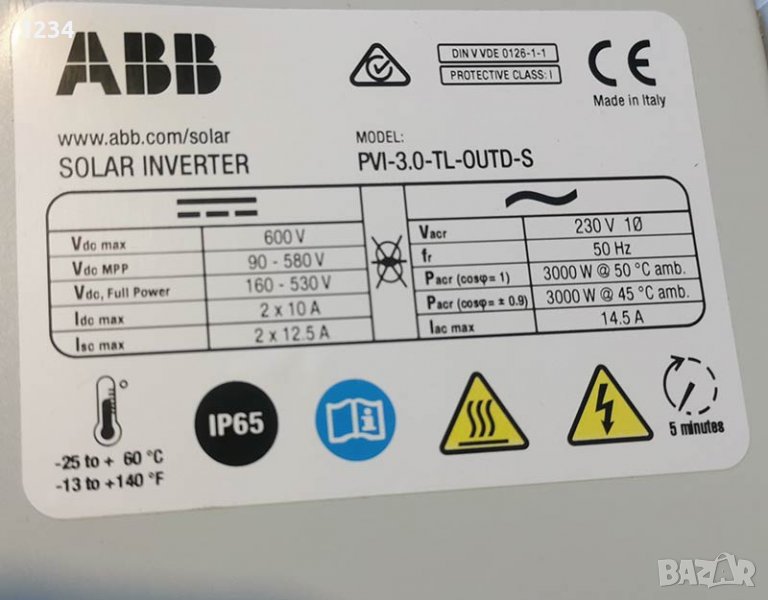 1234
ABB
DIN V VDE 0126-1-1
PROTECTIVE CLASS: I
CE
Made in Italy
www.abb.com/solar
SOLAR INVERTER
MODEL:
PVI-3.0-TL-OUTD-S
Vdc max 600 V
Vdc MPP 90 - 580 V
Vdc, Full Power 160 - 530 V
Idc max 2 x 10 A
Isc max 2 x 12.5 A
Vacr 230 V 1Ø
fr 50 Hz
Pacr (cosφ= 1) 3000 W @ 50 °C amb.
Pacr (cosφ= ± 0.9) 3000 W @ 45 °C amb.
Iac max 14.5 A
-25 to + 60 °C
-13 to +140 °F
IP65
i
5 minutes
BAZAR